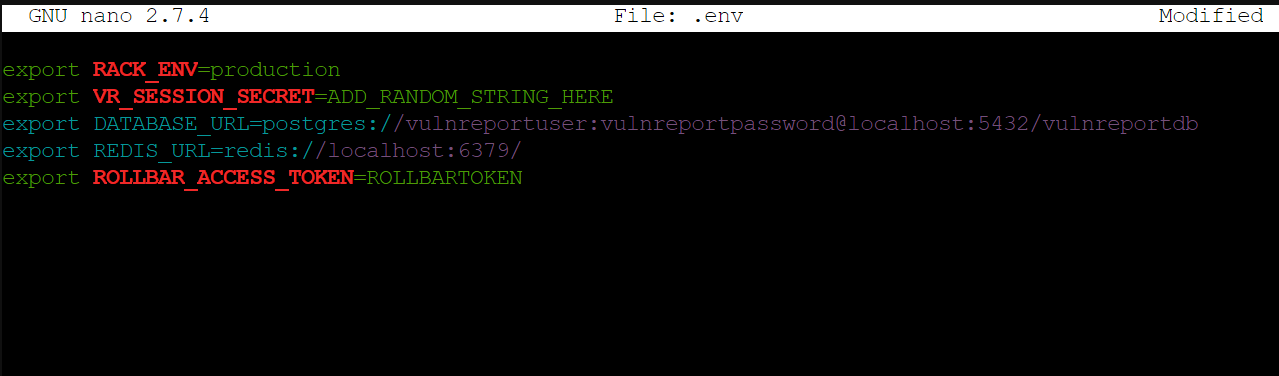 GNU nano 2.7.4 File: .env Modified
export RACK_ENV=production
export VR_SESSION_SECRET=ADD_RANDOM_STRING_HERE
export DATABASE_URL=postgres://vulnreportuser:vulnreportpassword@localhost:5432/vulnreportdb
export REDIS_URL=redis://localhost:6379/
export ROLLBAR_ACCESS_TOKEN=ROLLBARTOKEN